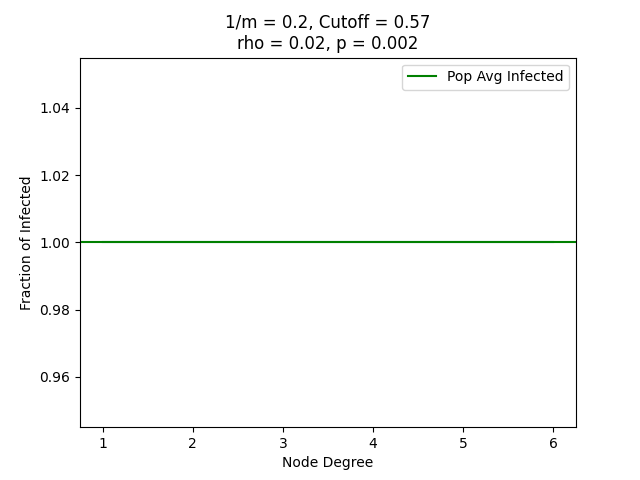 1/m = 0.2, Cutoff = 0.57
rho = 0.02, p = 0.002
Pop Avg Infected
1.04
1.02
1.00
0.98
0.96
Fraction of Infected
1 2 3 4 5 6
Node Degree